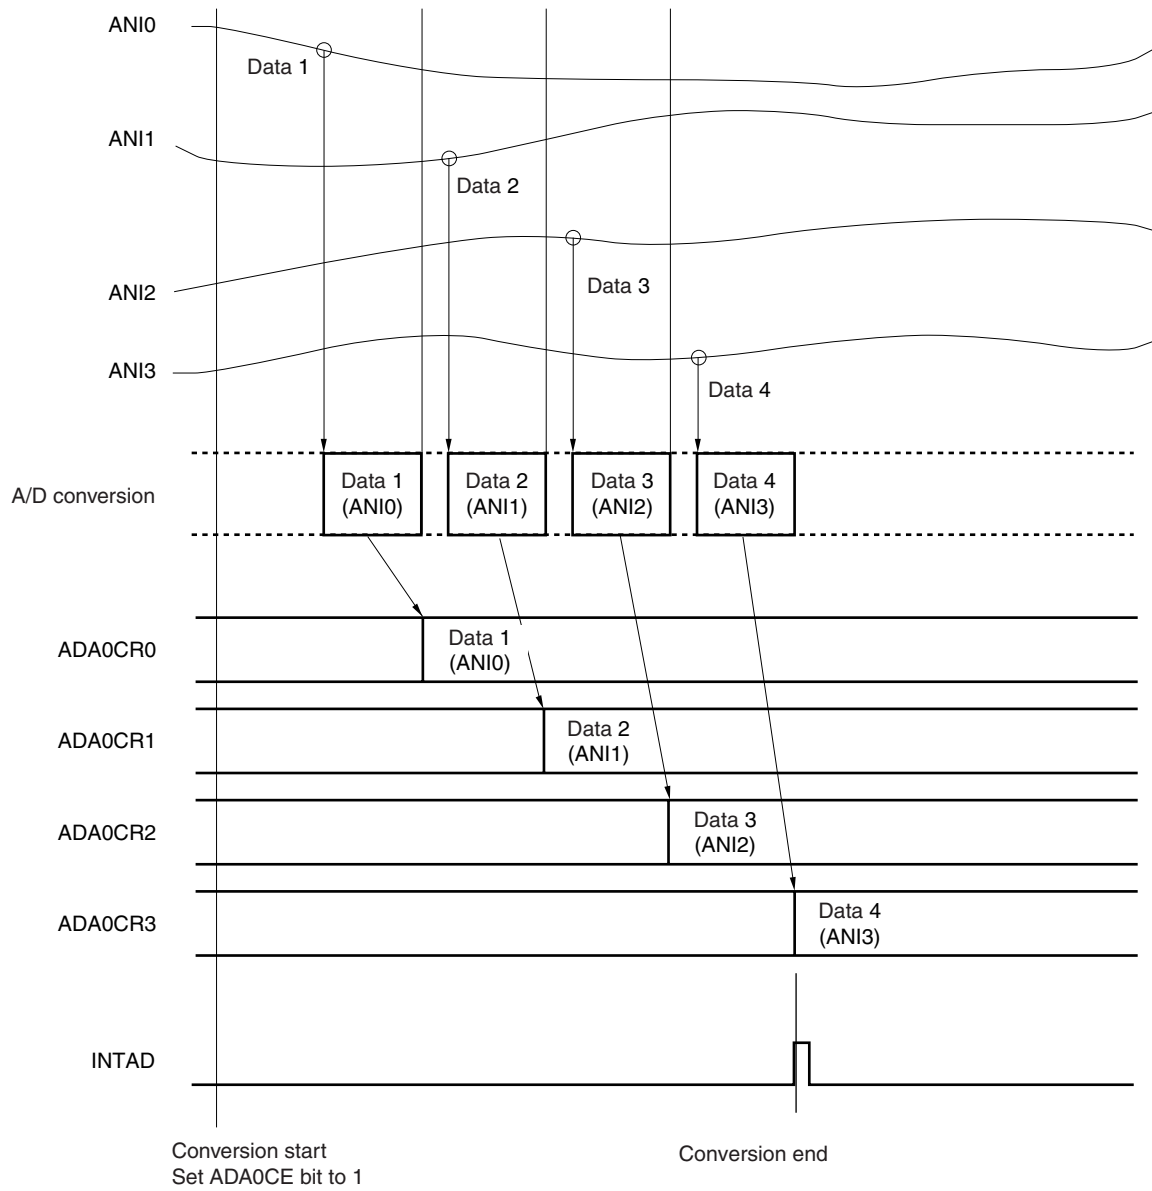 ANI0
Data 1
ANI1
Data 2
ANI2
Data 3
ANI3
Data 4
A/D conversion
Data 1
(ANI0)
Data 2
(ANI1)
Data 3
(ANI2)
Data 4
(ANI3)
ADA0CR0
Data 1
(ANI0)
ADA0CR1
Data 2
(ANI1)
ADA0CR2
Data 3
(ANI2)
ADA0CR3
Data 4
(ANI3)
INTAD
Conversion start
Set ADA0CE bit to 1
Conversion end